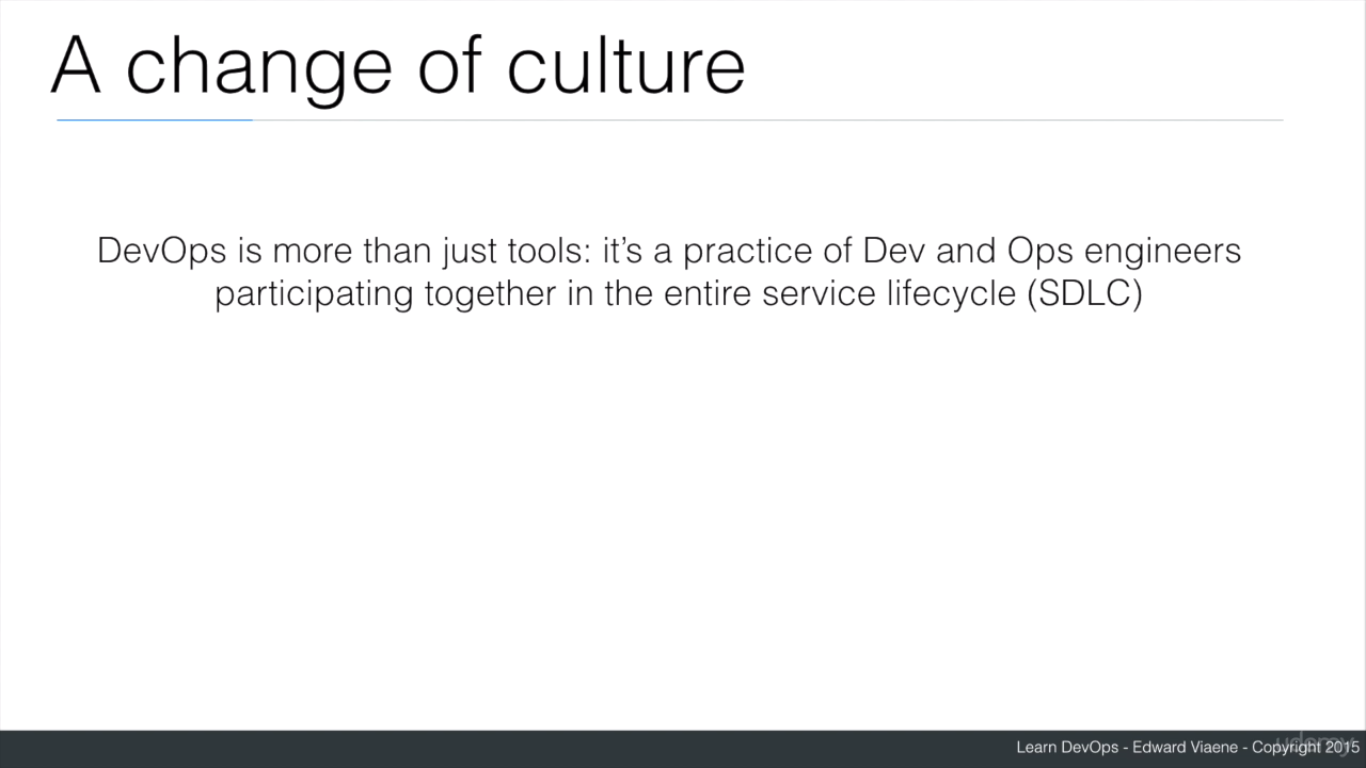 A change of culture
DevOps is more than just tools: it’s a practice of Dev and Ops engineers
participating together in the entire service lifecycle (SDLC)
Learn DevOps - Edward Viaene - Copyright 2015
udemy